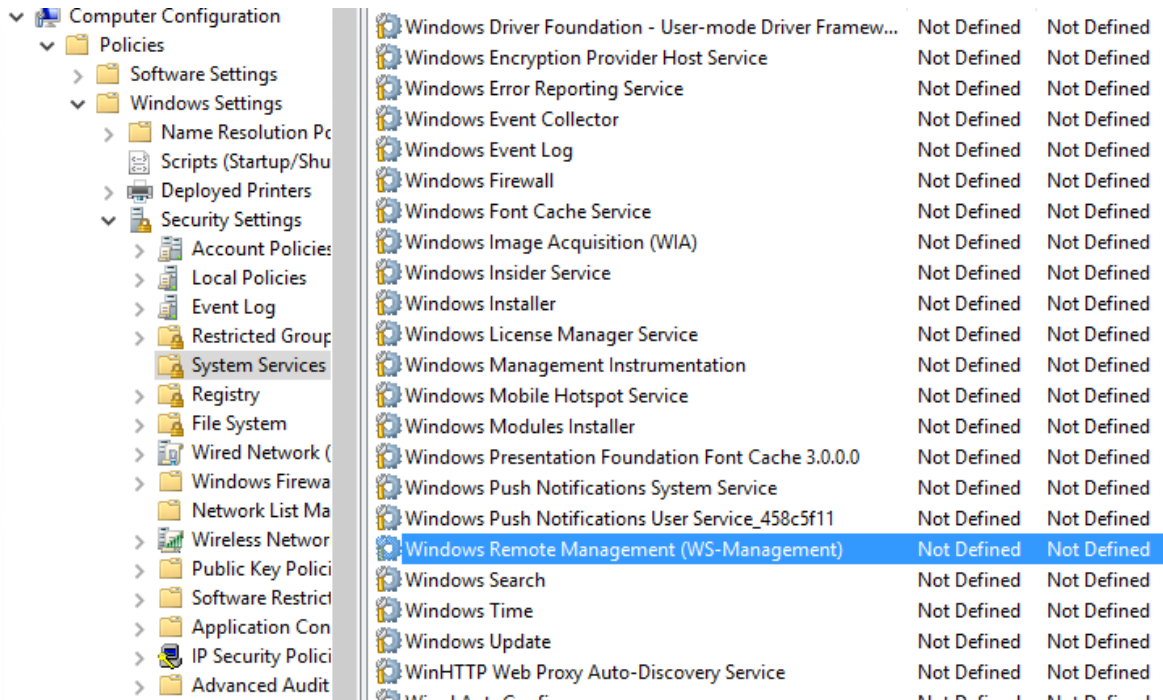 Computer Configuration
Policies
Software Settings
Windows Settings
Name Resolution Po
Scripts (Startup/Shu
Deployed Printers
Security Settings
Account Policies
Local Policies
Event Log
Restricted Group
System Services
Registry
File System
Wired Network (
Windows Firewa
Network List Ma
Wireless Networ
Public Key Polici
Software Restrict
Application Con
IP Security Polici
Advanced Audit
Windows Driver Foundation - User-mode Driver Framew... Not Defined Not Defined
Windows Encryption Provider Host Service Not Defined Not Defined
Windows Error Reporting Service Not Defined Not Defined
Windows Event Collector Not Defined Not Defined
Windows Event Log Not Defined Not Defined
Windows Firewall Not Defined Not Defined
Windows Font Cache Service Not Defined Not Defined
Windows Image Acquisition (WIA) Not Defined Not Defined
Windows Insider Service Not Defined Not Defined
Windows Installer Not Defined Not Defined
Windows License Manager Service Not Defined Not Defined
Windows Management Instrumentation Not Defined Not Defined
Windows Mobile Hotspot Service Not Defined Not Defined
Windows Modules Installer Not Defined Not Defined
Windows Presentation Foundation Font Cache 3.0.0.0 Not Defined Not Defined
Windows Push Notifications System Service Not Defined Not Defined
Windows Push Notifications User Service_458c5f11 Not Defined Not Defined
Windows Remote Management (WS-Management) Not Defined Not Defined
Windows Search Not Defined Not Defined
Windows Time Not Defined Not Defined
Windows Update Not Defined Not Defined
WinHTTP Web Proxy Auto-Discovery Service Not Defined Not Defined